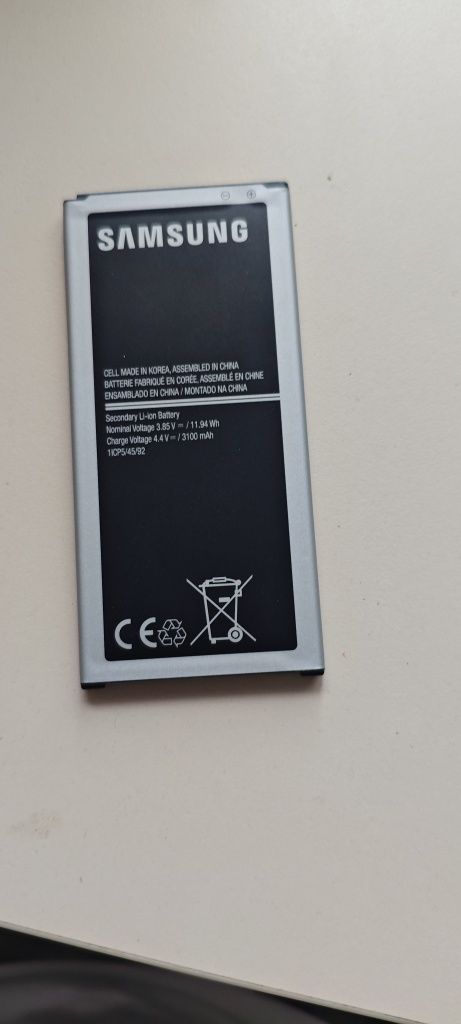 SAMSUNG
CELL MADE IN KOREA, ASSEMBLED IN CHINA
BATTERIE FABRIQUÉ EN CORÉE, ASSEMBLÉ EN CHINE
ENSAMBLADO EN CHINA / MONTADO NA CHINA
Secondary Li-ion Battery
Nominal Voltage 3.85 V ⎓ / 11.94 Wh
Charge Voltage 4.4 V ⎓ / 3100 mAh
1ICP5/45/92
CE